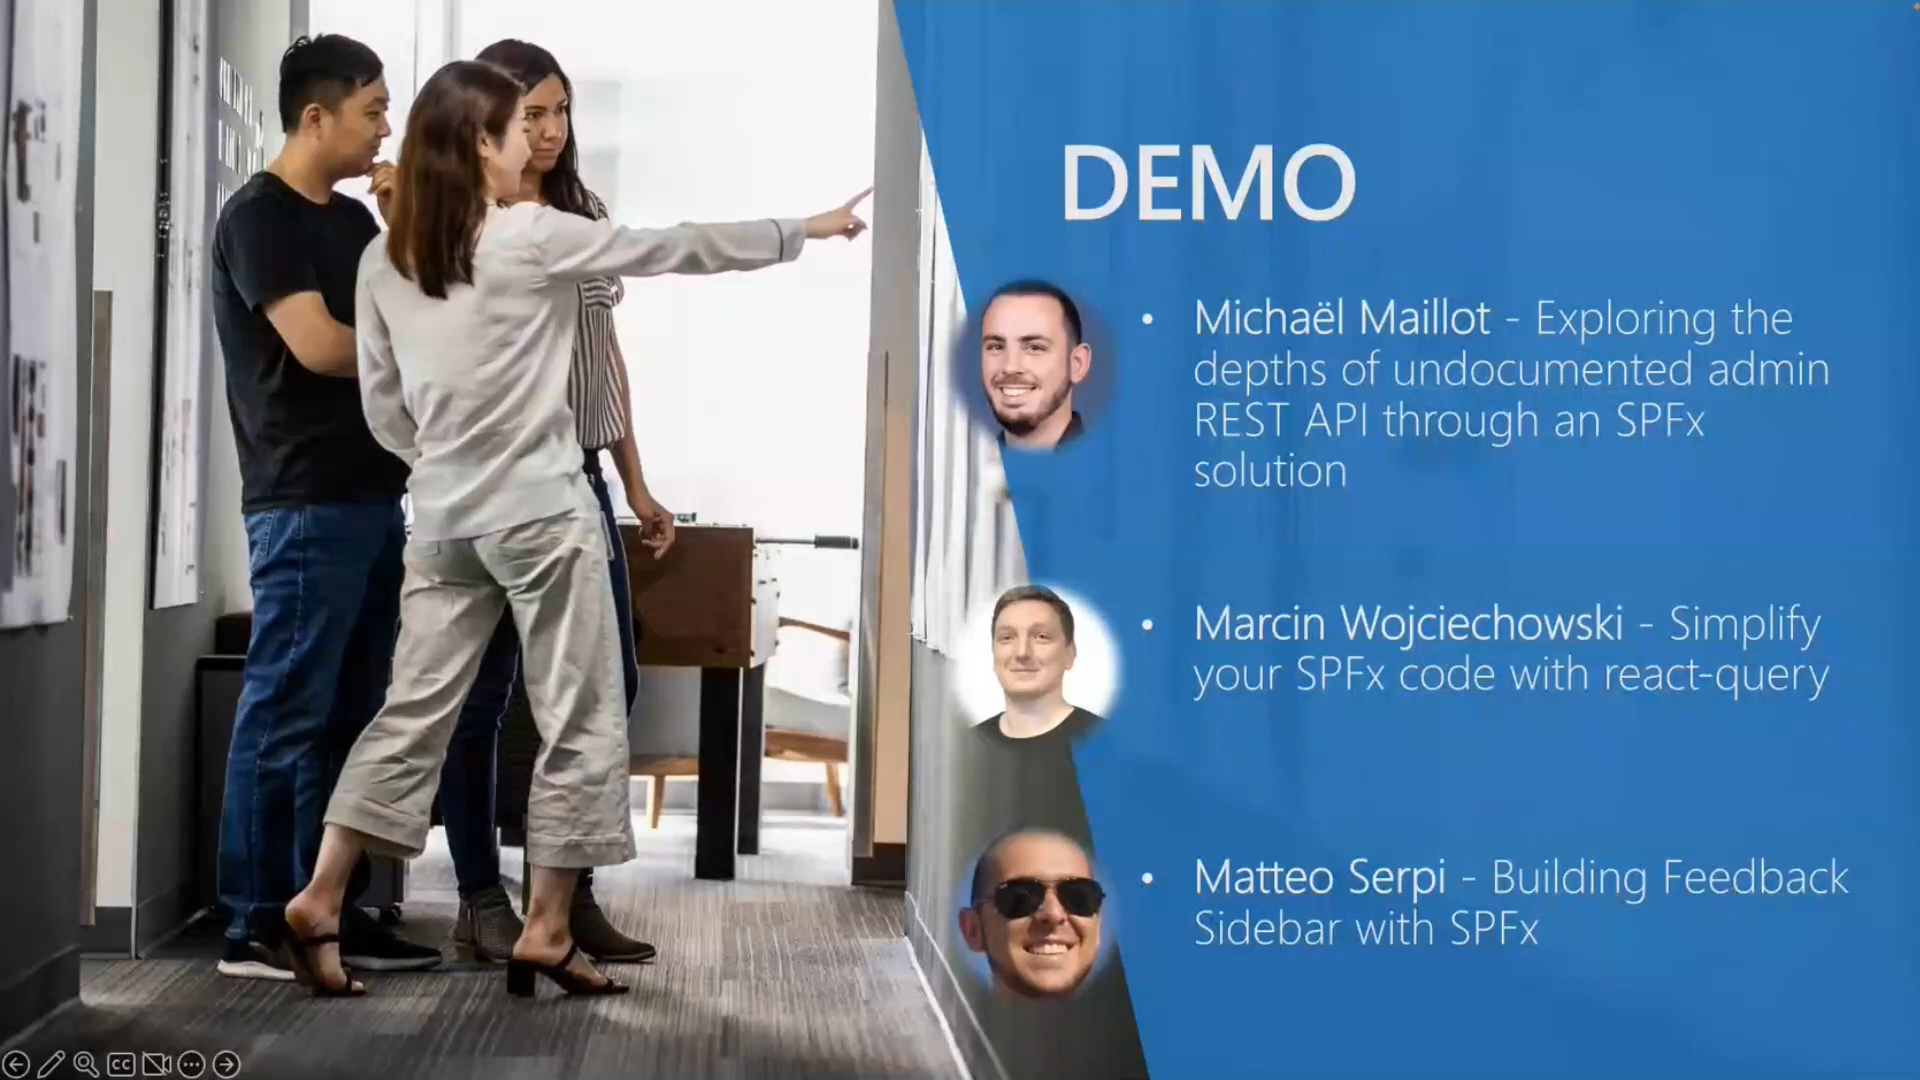 DEMO
• Michaël Maillot - Exploring the
depths of undocumented admin
REST API through an SPFx
solution
• Marcin Wojciechowski - Simplify
your SPFx code with react-query
• Matteo Serpi - Building Feedback
Sidebar with SPFx
CC